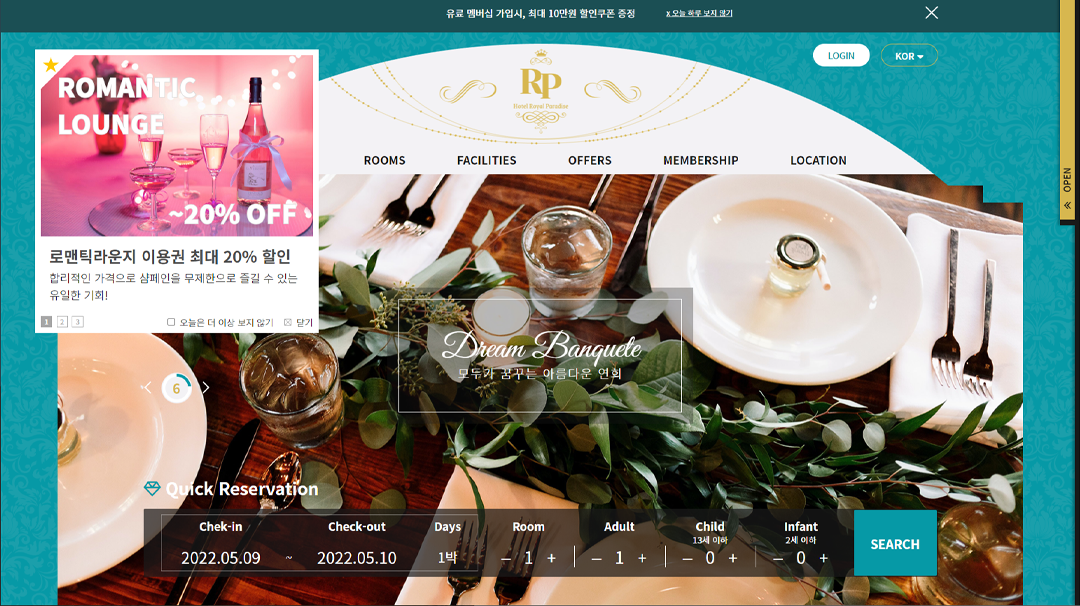 유료 멤버십 가입시, 최대 10만원 할인쿠폰 증정
x 오늘 하루 보지 않기
LOGIN
KOR
OPEN
RP
Hotel Royal Paradise
ROOMS
FACILITIES
OFFERS
MEMBERSHIP
LOCATION
ROMANTIC
LOUNGE
~20% OFF
로맨틱라운지 이용권 최대 20% 할인
합리적인 가격으로 샴페인을 무제한으로 즐길 수 있는
유일한 기회!
1 2 3
오늘은 더 이상 보지 않기
닫기
Dream Banquete
모두가 꿈꾸는 아름다운 연회
6
Quick Reservation
Chek-in
Check-out
Days
Room
Adult
Child
13세 이하
Infant
2세 이하
2022.05.09 ~ 2022.05.10
1박
– 1 +
– 1 +
– 0 +
– 0 +
SEARCH